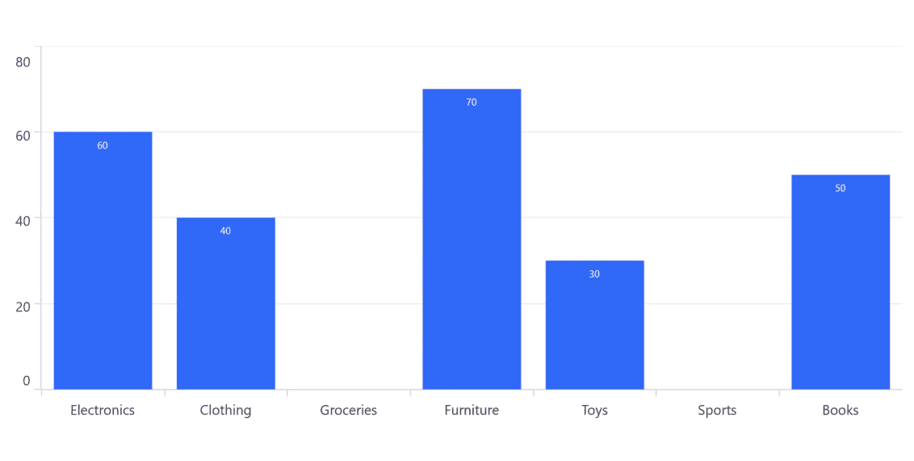 80
60
40
20
0
60
40
70
30
50
Electronics
Clothing
Groceries
Furniture
Toys
Sports
Books